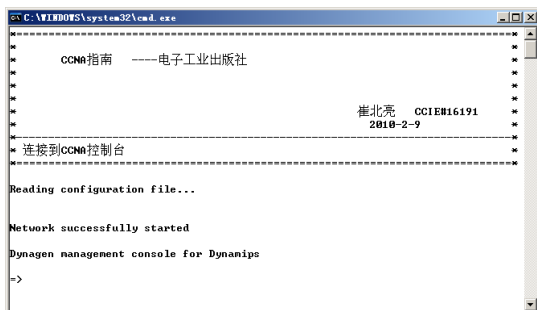 C:\WINDOWS\system32\cmd.exe
*========================================================*
*
*
* CCNA指南 ----电子工业出版社 *
* *
* *
* *
* 崔北亮 CCIE#16191 *
* 2010-2-9 *
*--------------------------------------------------------*
* 连接到CCNA控制台 *
*========================================================*
Reading configuration file...
Network successfully started
Dynagen management console for Dynamips
=>